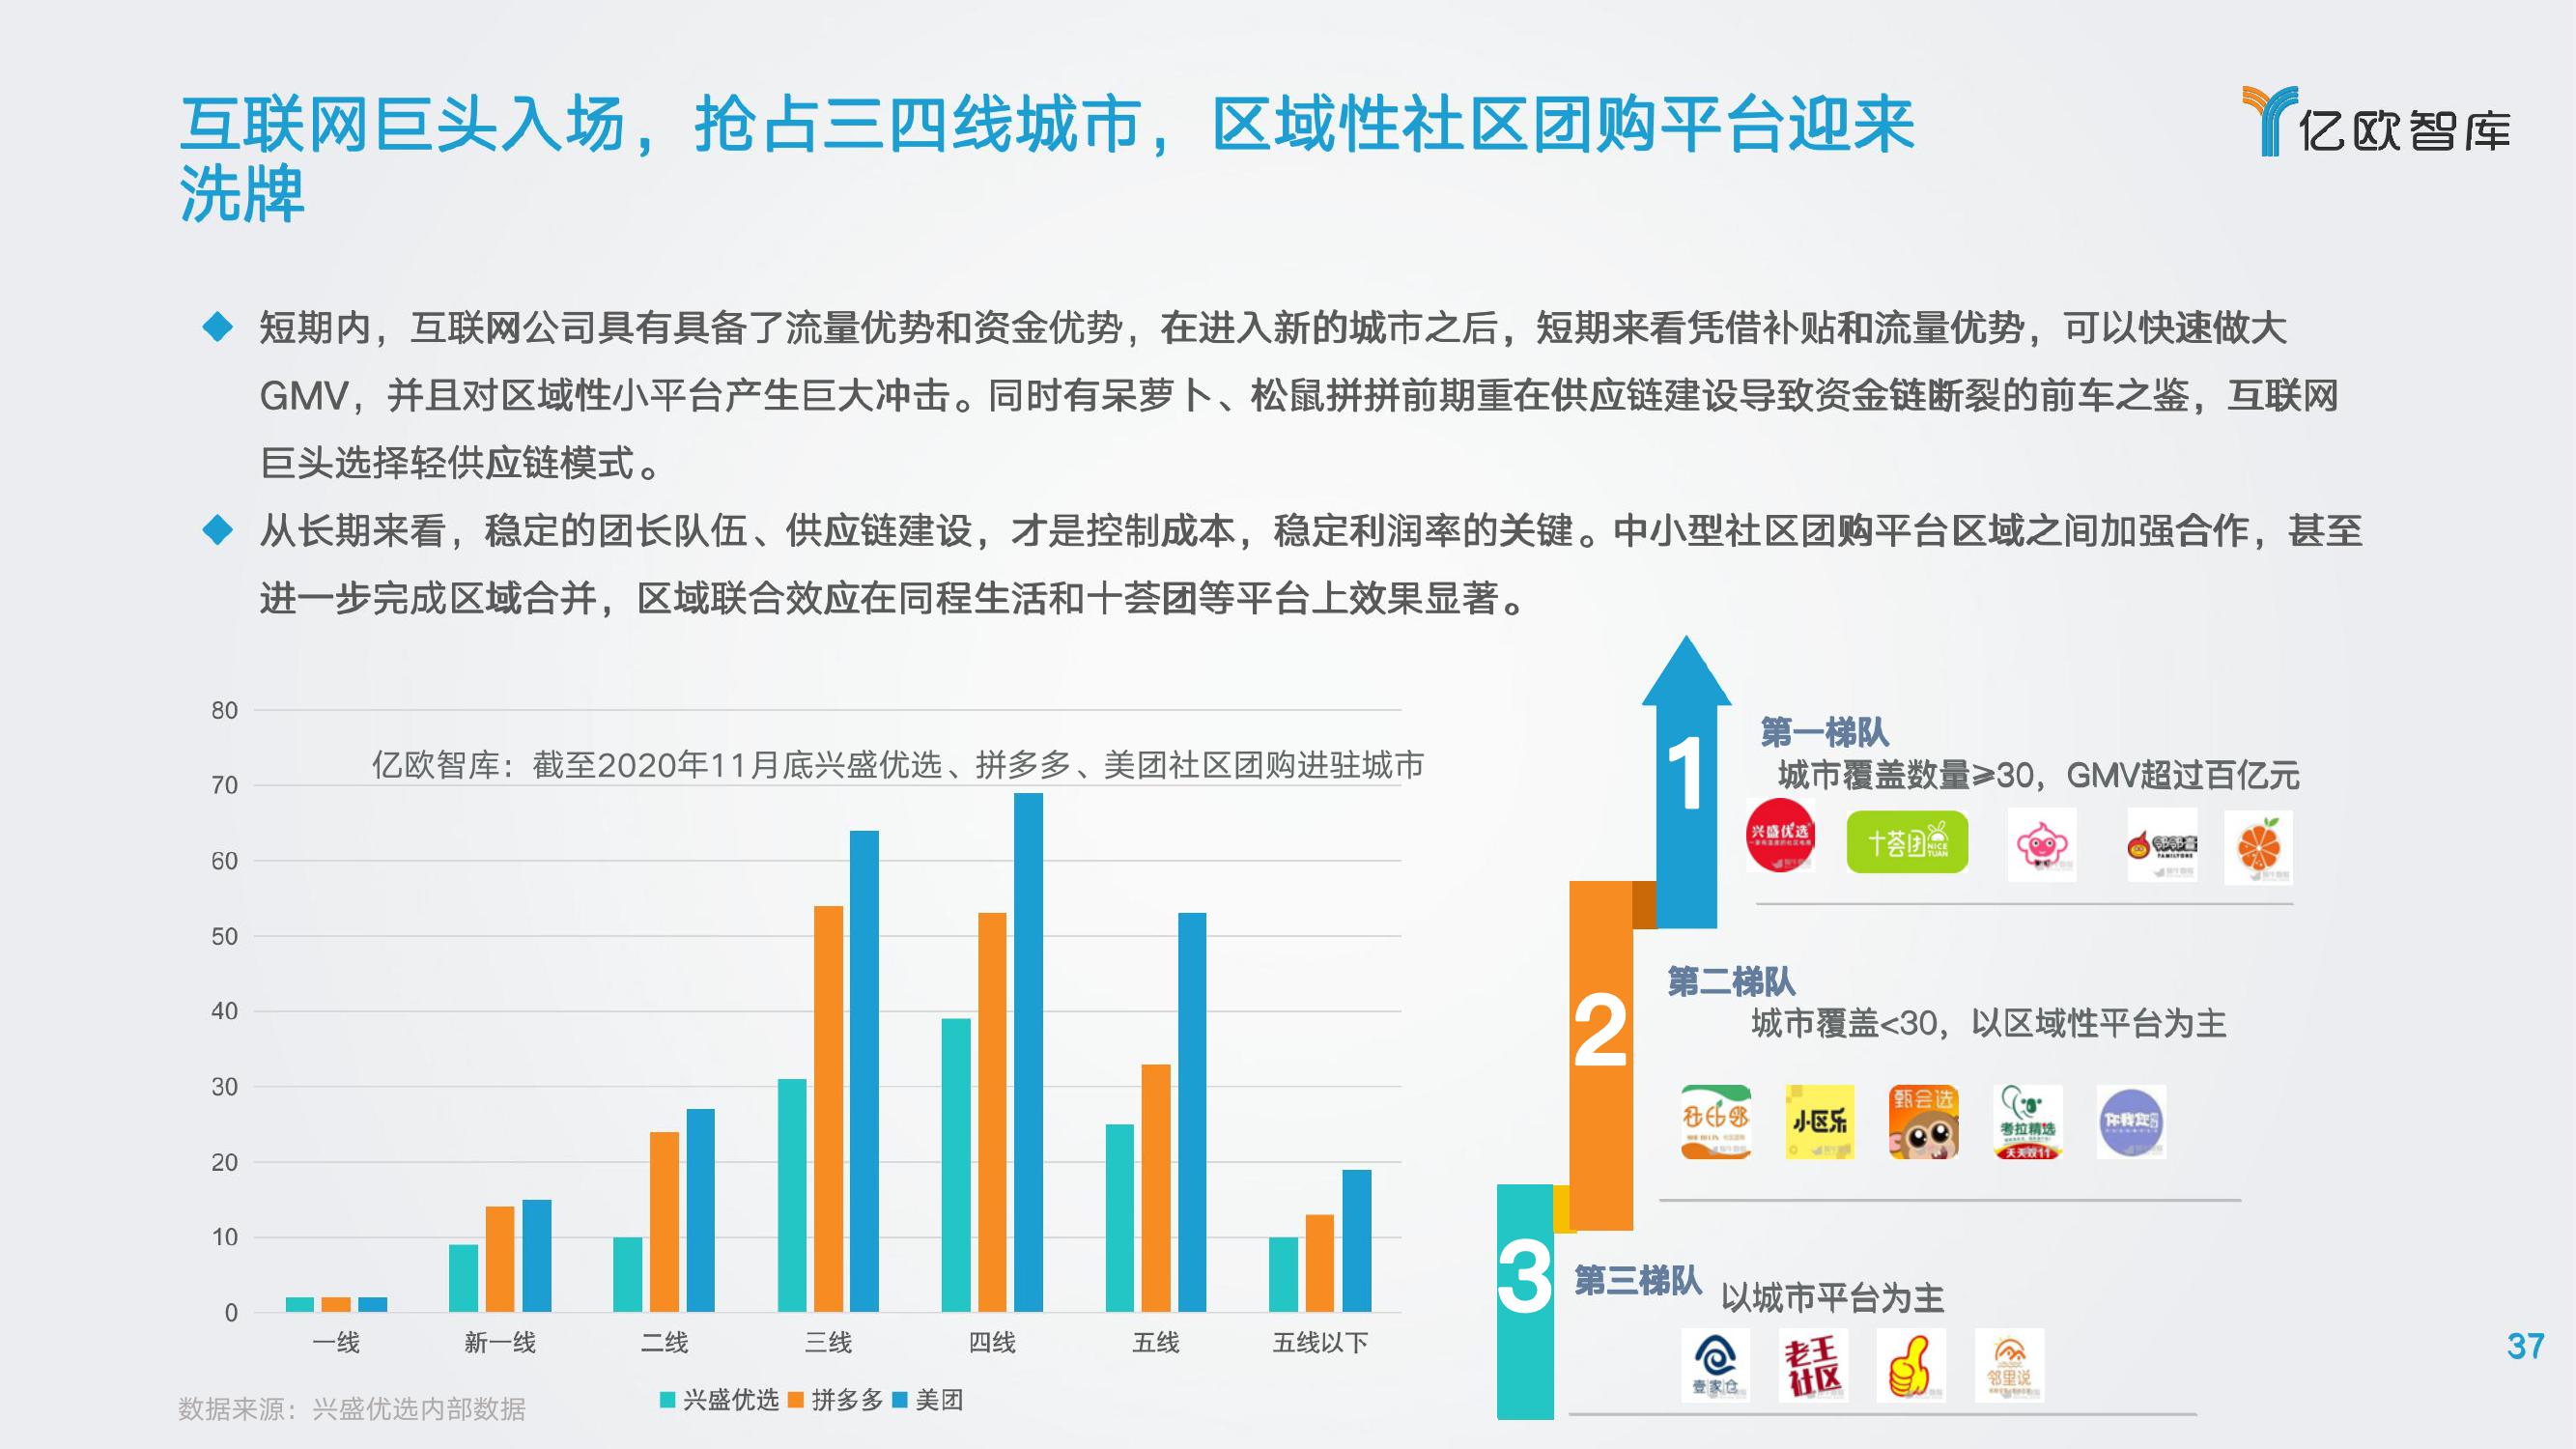 互联网巨头入场，抢占三四线城市，区域性社区团购平台迎来
洗牌
亿欧智库
短期内，互联网公司具有具备了流量优势和资金优势，在进入新的城市之后，短期来看凭借补贴和流量优势，可以快速做大
GMV，并且对区域性小平台产生巨大冲击。同时有呆萝卜、松鼠拼拼前期重在供应链建设导致资金链断裂的前车之鉴，互联网
巨头选择轻供应链模式。
从长期来看，稳定的团长队伍、供应链建设，才是控制成本，稳定利润率的关键。中小型社区团购平台区域之间加强合作，甚至
进一步完成区域合并，区域联合效应在同程生活和十荟团等平台上效果显著。
亿欧智库：截至2020年11月底兴盛优选、拼多多、美团社区团购进驻城市
80
70
60
50
40
30
20
10
0
一线 新一线 二线 三线 四线 五线 五线以下
兴盛优选 拼多多 美团
数据来源：兴盛优选内部数据
1
第一梯队
城市覆盖数量≥30，GMV超过百亿元
兴盛优选
十荟团 NICE TUAN
邻邻壹
2
第二梯队
城市覆盖<30，以区域性平台为主
小区乐
甄会选
考拉精选
天天双11
你我您
3
第三梯队
以城市平台为主
壹家仓
老王
社区
邻里说
37